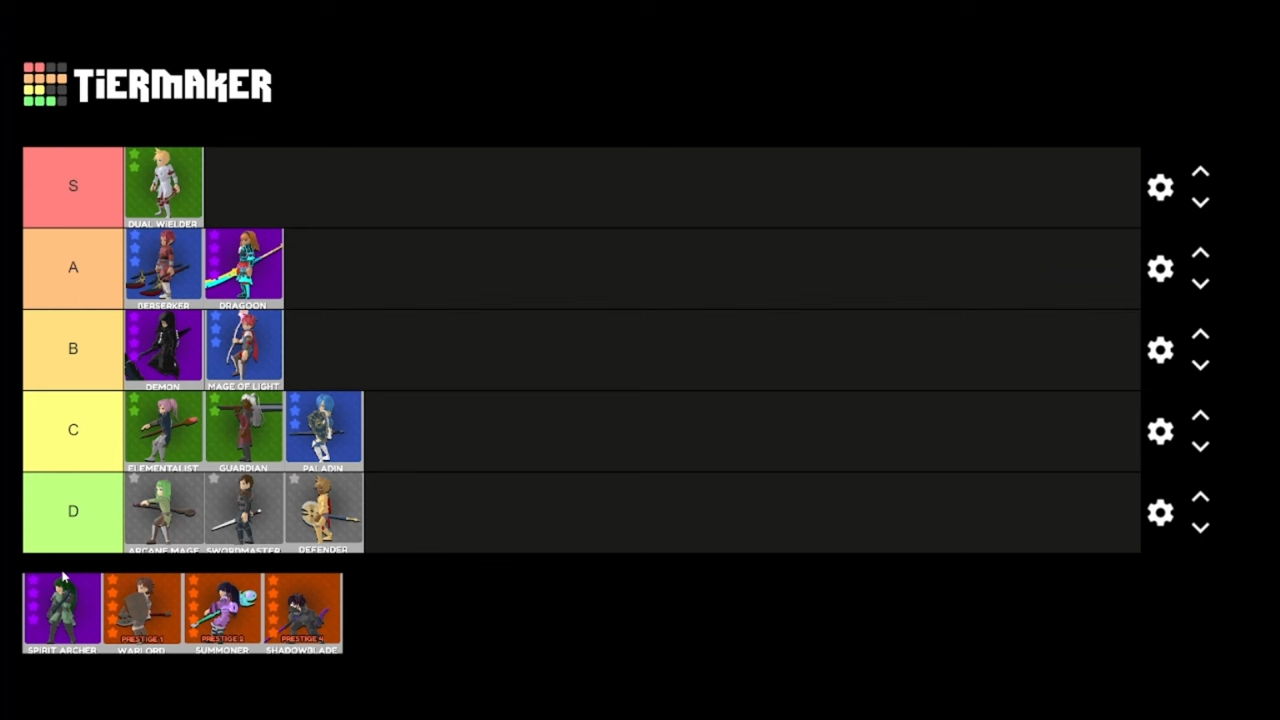 TiERMAKER
S
DUAL WIELDER
A
BERSERKER
DRAGOON
B
DEMON
MAGE OF LIGHT
C
ELEMENTALIST
GUARDIAN
PALADIN
D
ARCANE MAGE
SWORDMASTER
DEFENDER
SPIRIT ARCHER
PRESTIGE 1
WARLORD
PRESTIGE 2
SUMMONER
PRESTIGE 4
SHADOWBLADE